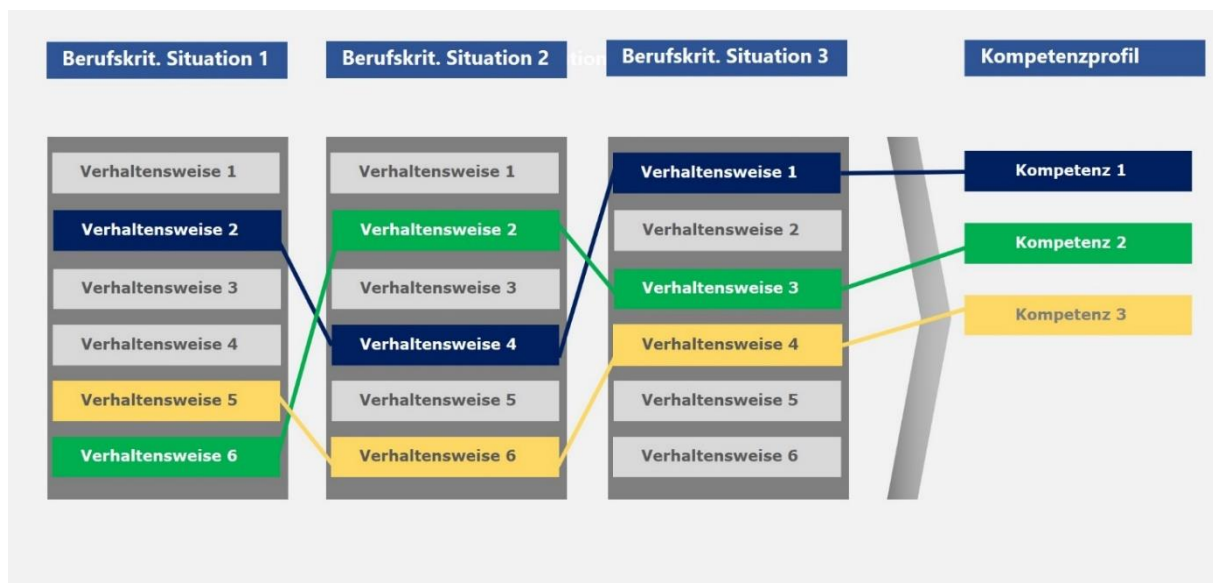 Berufskrit. Situation 1
Berufskrit. Situation 2
Berufskrit. Situation 3
Kompetenzprofil
Verhaltensweise 1
Verhaltensweise 2
Verhaltensweise 3
Verhaltensweise 4
Verhaltensweise 5
Verhaltensweise 6
Verhaltensweise 1
Verhaltensweise 2
Verhaltensweise 3
Verhaltensweise 4
Verhaltensweise 5
Verhaltensweise 6
Verhaltensweise 1
Verhaltensweise 2
Verhaltensweise 3
Verhaltensweise 4
Verhaltensweise 5
Verhaltensweise 6
Kompetenz 1
Kompetenz 2
Kompetenz 3